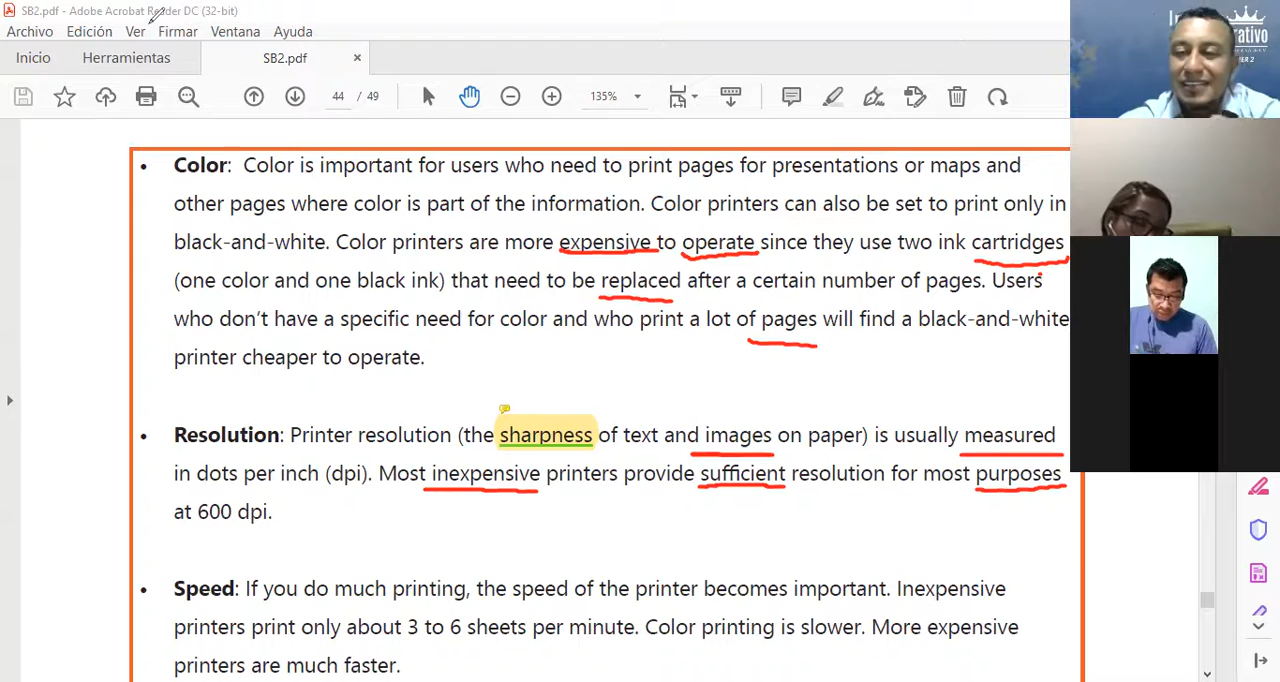 SB2.pdf - Adobe Acrobat Reader DC (32-bit)
Archivo Edición Ver Firmar Ventana Ayuda
Inicio Herramientas SB2.pdf ×
44 / 49 135%
• Color: Color is important for users who need to print pages for presentations or maps and
other pages where color is part of the information. Color printers can also be set to print only in
black-and-white. Color printers are more expensive to operate since they use two ink cartridges
(one color and one black ink) that need to be replaced after a certain number of pages. Users
who don’t have a specific need for color and who print a lot of pages will find a black-and-white
printer cheaper to operate.
• Resolution: Printer resolution (the sharpness of text and images on paper) is usually measured
in dots per inch (dpi). Most inexpensive printers provide sufficient resolution for most purposes
at 600 dpi.
• Speed: If you do much printing, the speed of the printer becomes important. Inexpensive
printers print only about 3 to 6 sheets per minute. Color printing is slower. More expensive
printers are much faster.